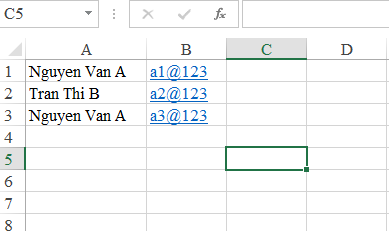 C5 fx
A B C D
1 Nguyen Van A a1@123
2 Tran Thi B a2@123
3 Nguyen Van A a3@123
4
5
6
7
8